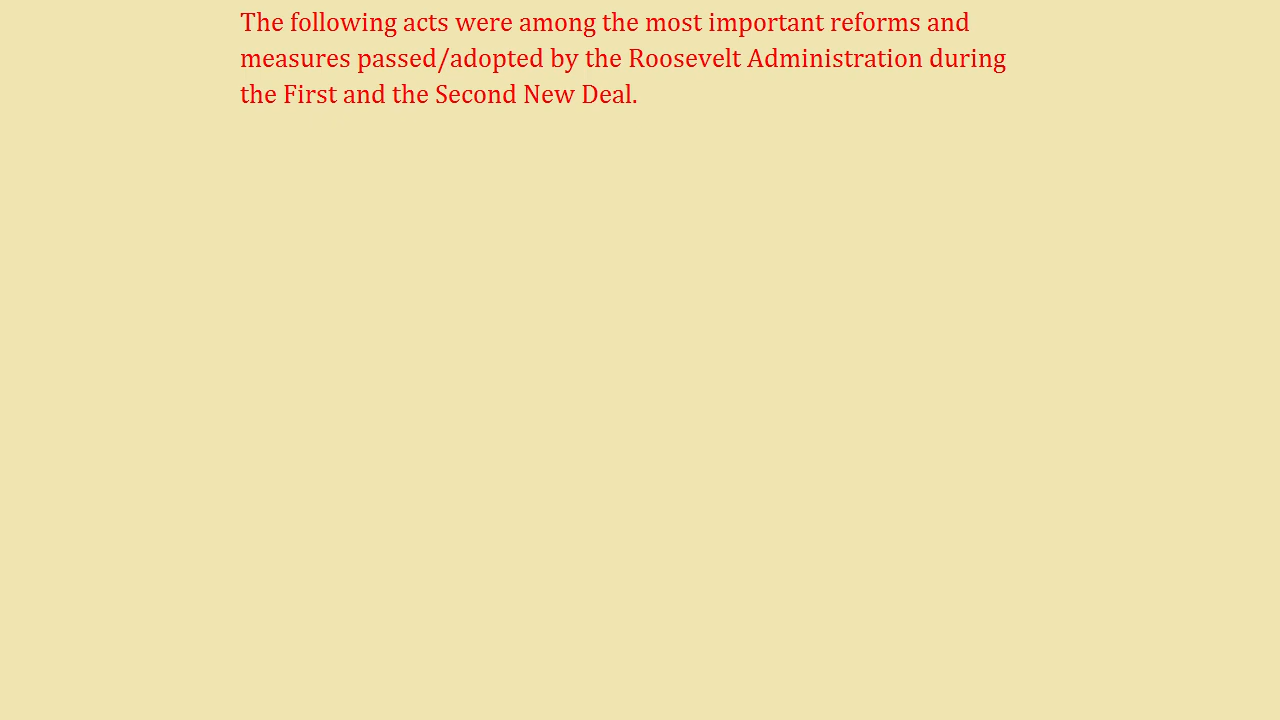 The following acts were among the most important reforms and
measures passed/adopted by the Roosevelt Administration during
the First and the Second New Deal.